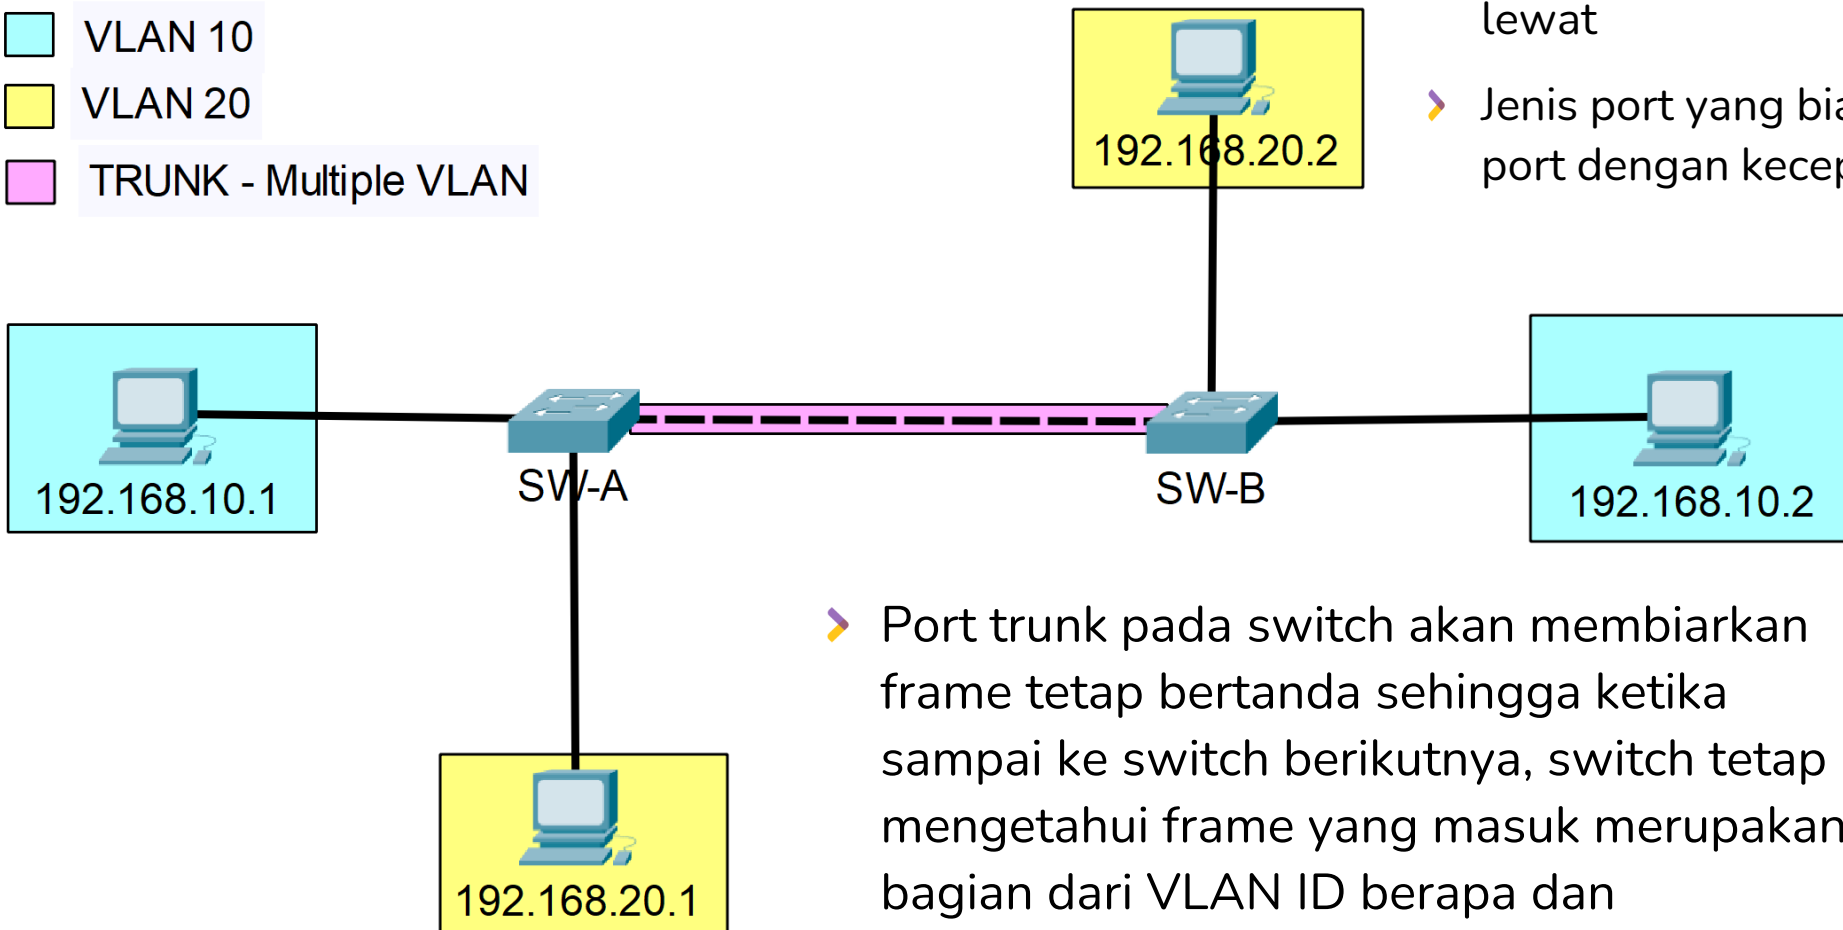 VLAN 10
VLAN 20
TRUNK - Multiple VLAN
192.168.20.2
lewat
Jenis port yang
port dengan
192.168.10.1
SW-A
SW-B
192.168.10.2
192.168.20.1
Port trunk pada switch akan membiarkan
frame tetap bertanda sehingga ketika
sampai ke switch berikutnya, switch tetap
mengetahui frame yang masuk merupakan
bagian dari VLAN ID berapa dan